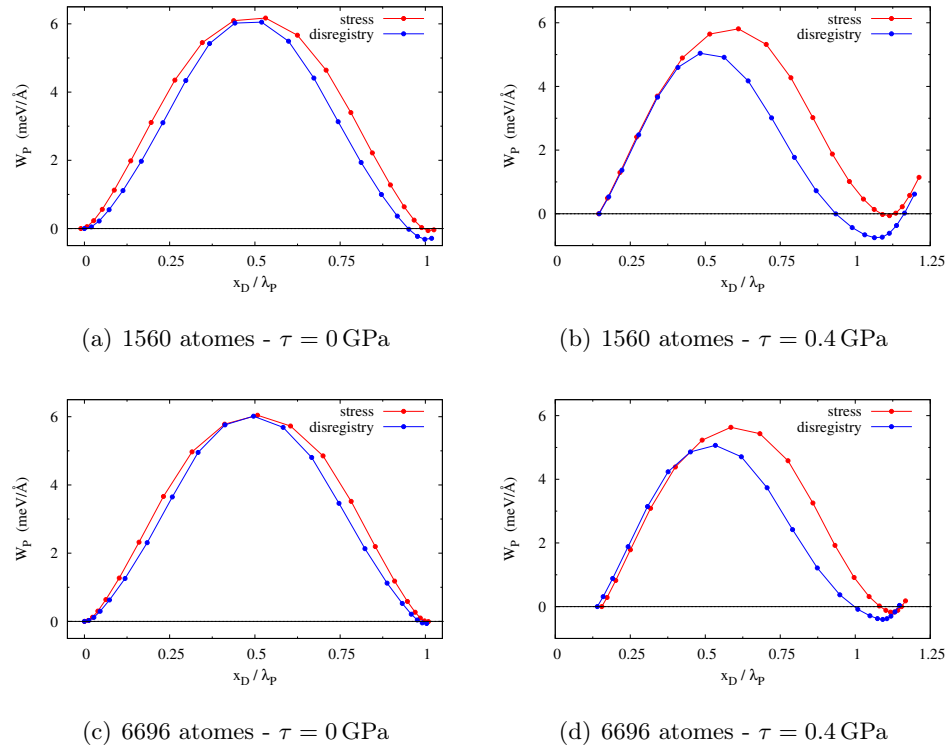 stress
disregistry
W_P (meV/Å)
6
4
2
0
0 0.25 0.5 0.75 1
x_D / λ_P
(a) 1560 atomes - τ = 0 GPa
stress
disregistry
W_P (meV/Å)
6
4
2
0
0 0.25 0.5 0.75 1 1.25
x_D / λ_P
(b) 1560 atomes - τ = 0.4 GPa
stress
disregistry
W_P (meV/Å)
6
4
2
0
0 0.25 0.5 0.75 1
x_D / λ_P
(c) 6696 atomes - τ = 0 GPa
stress
disregistry
W_P (meV/Å)
6
4
2
0
0 0.25 0.5 0.75 1 1.25
x_D / λ_P
(d) 6696 atomes - τ = 0.4 GPa